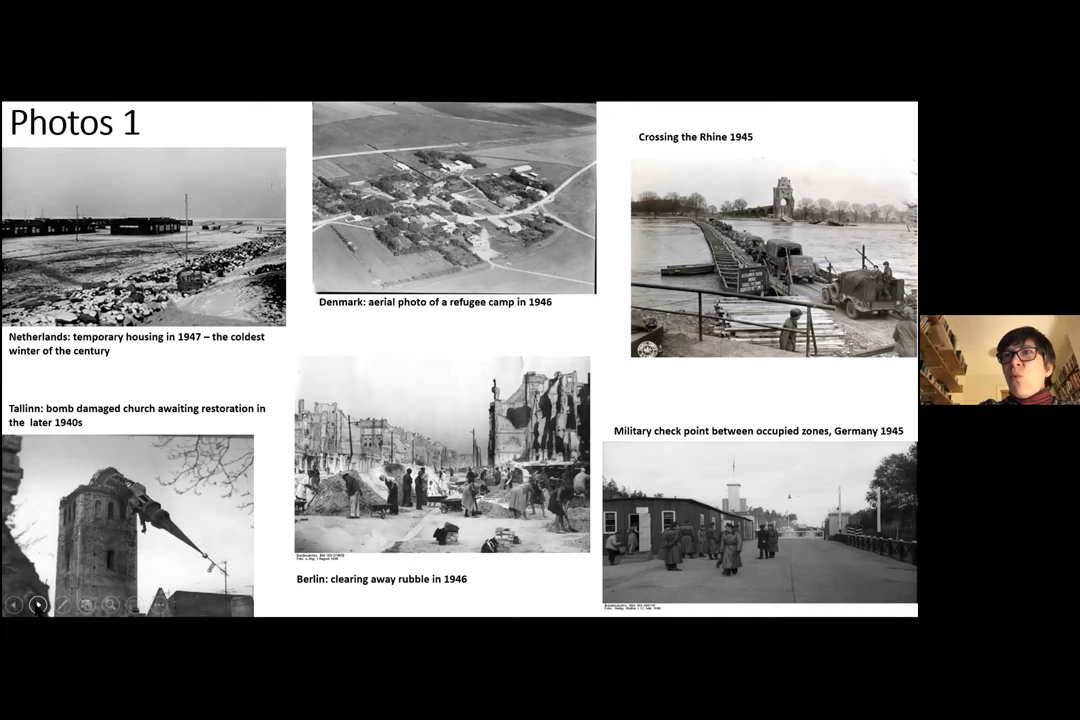 Photos 1
Crossing the Rhine 1945
Denmark: aerial photo of a refugee camp in 1946
Netherlands: temporary housing in 1947 – the coldest
winter of the century
Tallinn: bomb damaged church awaiting restoration in
the later 1940s
Military check point between occupied zones, Germany 1945
Berlin: clearing away rubble in 1946